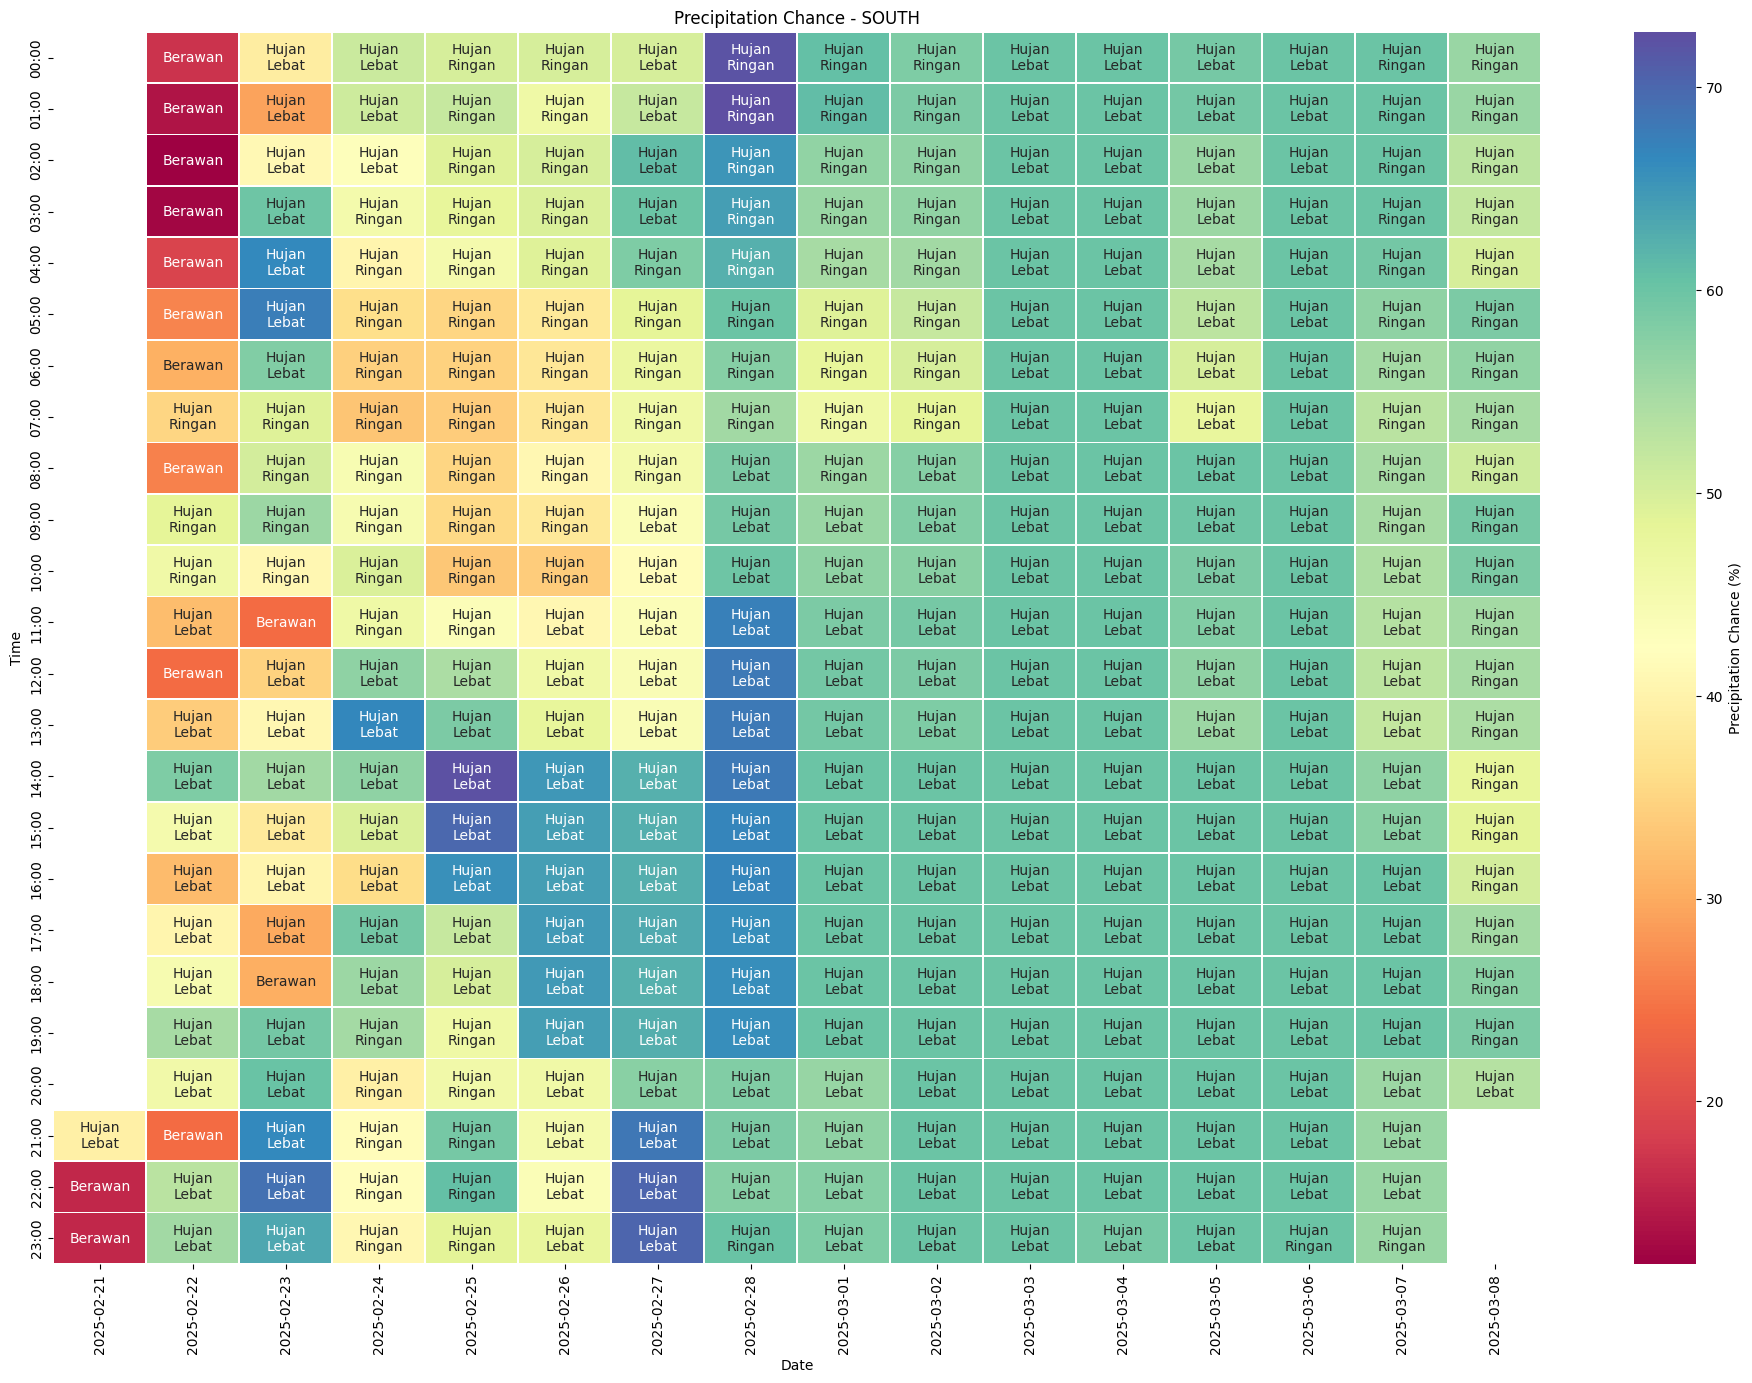 Precipitation Chance - SOUTH
00:00 Berawan Hujan Lebat Hujan Lebat Hujan Ringan Hujan Ringan Hujan Lebat Hujan Ringan Hujan Ringan Hujan Ringan Hujan Lebat Hujan Lebat Hujan Lebat Hujan Lebat Hujan Ringan Hujan Ringan
01:00 Berawan Hujan Lebat Hujan Lebat Hujan Ringan Hujan Ringan Hujan Lebat Hujan Ringan Hujan Ringan Hujan Ringan Hujan Lebat Hujan Lebat Hujan Lebat Hujan Lebat Hujan Ringan Hujan Ringan
02:00 Berawan Hujan Lebat Hujan Lebat Hujan Ringan Hujan Ringan Hujan Lebat Hujan Ringan Hujan Ringan Hujan Ringan Hujan Lebat Hujan Lebat Hujan Lebat Hujan Lebat Hujan Ringan Hujan Ringan
03:00 Berawan Hujan Lebat Hujan Ringan Hujan Ringan Hujan Ringan Hujan Lebat Hujan Ringan Hujan Ringan Hujan Ringan Hujan Lebat Hujan Lebat Hujan Lebat Hujan Lebat Hujan Ringan Hujan Ringan
04:00 Berawan Hujan Lebat Hujan Ringan Hujan Ringan Hujan Ringan Hujan Ringan Hujan Ringan Hujan Ringan Hujan Ringan Hujan Lebat Hujan Lebat Hujan Lebat Hujan Lebat Hujan Ringan Hujan Ringan
05:00 Berawan Hujan Lebat Hujan Ringan Hujan Ringan Hujan Ringan Hujan Ringan Hujan Ringan Hujan Ringan Hujan Ringan Hujan Lebat Hujan Lebat Hujan Lebat Hujan Lebat Hujan Ringan Hujan Ringan
06:00 Berawan Hujan Lebat Hujan Ringan Hujan Ringan Hujan Ringan Hujan Ringan Hujan Ringan Hujan Ringan Hujan Ringan Hujan Lebat Hujan Lebat Hujan Lebat Hujan Lebat Hujan Ringan Hujan Ringan
07:00 Hujan Ringan Hujan Ringan Hujan Ringan Hujan Ringan Hujan Ringan Hujan Ringan Hujan Ringan Hujan Ringan Hujan Ringan Hujan Lebat Hujan Lebat Hujan Lebat Hujan Lebat Hujan Ringan Hujan Ringan
08:00 Berawan Hujan Ringan Hujan Ringan Hujan Ringan Hujan Ringan Hujan Ringan Hujan Lebat Hujan Ringan Hujan Lebat Hujan Lebat Hujan Lebat Hujan Lebat Hujan Lebat Hujan Ringan Hujan Ringan
09:00 Hujan Ringan Hujan Ringan Hujan Ringan Hujan Ringan Hujan Ringan Hujan Lebat Hujan Lebat Hujan Lebat Hujan Lebat Hujan Lebat Hujan Lebat Hujan Lebat Hujan Lebat Hujan Ringan Hujan Ringan
10:00 Hujan Ringan Hujan Ringan Hujan Ringan Hujan Ringan Hujan Ringan Hujan Lebat Hujan Lebat Hujan Lebat Hujan Lebat Hujan Lebat Hujan Lebat Hujan Lebat Hujan Lebat Hujan Lebat Hujan Ringan
11:00 Hujan Lebat Berawan Hujan Ringan Hujan Ringan Hujan Lebat Hujan Lebat Hujan Lebat Hujan Lebat Hujan Lebat Hujan Lebat Hujan Lebat Hujan Lebat Hujan Lebat Hujan Lebat Hujan Ringan
12:00 Berawan Hujan Lebat Hujan Lebat Hujan Lebat Hujan Lebat Hujan Lebat Hujan Lebat Hujan Lebat Hujan Lebat Hujan Lebat Hujan Lebat Hujan Lebat Hujan Lebat Hujan Lebat Hujan Ringan
13:00 Hujan Lebat Hujan Lebat Hujan Lebat Hujan Lebat Hujan Lebat Hujan Lebat Hujan Lebat Hujan Lebat Hujan Lebat Hujan Lebat Hujan Lebat Hujan Lebat Hujan Lebat Hujan Lebat Hujan Ringan
14:00 Hujan Lebat Hujan Lebat Hujan Lebat Hujan Lebat Hujan Lebat Hujan Lebat Hujan Lebat Hujan Lebat Hujan Lebat Hujan Lebat Hujan Lebat Hujan Lebat Hujan Lebat Hujan Lebat Hujan Ringan
15:00 Hujan Lebat Hujan Lebat Hujan Lebat Hujan Lebat Hujan Lebat Hujan Lebat Hujan Lebat Hujan Lebat Hujan Lebat Hujan Lebat Hujan Lebat Hujan Lebat Hujan Lebat Hujan Lebat Hujan Ringan
16:00 Hujan Lebat Hujan Lebat Hujan Lebat Hujan Lebat Hujan Lebat Hujan Lebat Hujan Lebat Hujan Lebat Hujan Lebat Hujan Lebat Hujan Lebat Hujan Lebat Hujan Lebat Hujan Lebat Hujan Ringan
17:00 Hujan Lebat Hujan Lebat Hujan Lebat Hujan Lebat Hujan Lebat Hujan Lebat Hujan Lebat Hujan Lebat Hujan Lebat Hujan Lebat Hujan Lebat Hujan Lebat Hujan Lebat Hujan Lebat Hujan Ringan
18:00 Hujan Lebat Berawan Hujan Lebat Hujan Lebat Hujan Lebat Hujan Lebat Hujan Lebat Hujan Lebat Hujan Lebat Hujan Lebat Hujan Lebat Hujan Lebat Hujan Lebat Hujan Lebat Hujan Ringan
19:00 Hujan Lebat Hujan Lebat Hujan Ringan Hujan Ringan Hujan Lebat Hujan Lebat Hujan Lebat Hujan Lebat Hujan Lebat Hujan Lebat Hujan Lebat Hujan Lebat Hujan Lebat Hujan Lebat Hujan Ringan
20:00 Hujan Lebat Hujan Lebat Hujan Ringan Hujan Ringan Hujan Lebat Hujan Lebat Hujan Lebat Hujan Lebat Hujan Lebat Hujan Lebat Hujan Lebat Hujan Lebat Hujan Lebat Hujan Lebat Hujan Lebat
21:00 Hujan Lebat Berawan Hujan Lebat Hujan Ringan Hujan Ringan Hujan Lebat Hujan Lebat Hujan Lebat Hujan Lebat Hujan Lebat Hujan Lebat Hujan Lebat Hujan Lebat Hujan Lebat Hujan Lebat
22:00 Berawan Hujan Lebat Hujan Lebat Hujan Ringan Hujan Ringan Hujan Lebat Hujan Lebat Hujan Lebat Hujan Lebat Hujan Lebat Hujan Lebat Hujan Lebat Hujan Lebat Hujan Lebat Hujan Lebat
23:00 Berawan Hujan Lebat Hujan Lebat Hujan Ringan Hujan Ringan Hujan Lebat Hujan Lebat Hujan Ringan Hujan Lebat Hujan Lebat Hujan Lebat Hujan Lebat Hujan Lebat Hujan Ringan Hujan Ringan
Time
2025-02-21 2025-02-22 2025-02-23 2025-02-24 2025-02-25 2025-02-26 2025-02-27 2025-02-28 2025-03-01 2025-03-02 2025-03-03 2025-03-04 2025-03-05 2025-03-06 2025-03-07 2025-03-08
Date
70
60
50
40
30
20
Precipitation Chance (%)